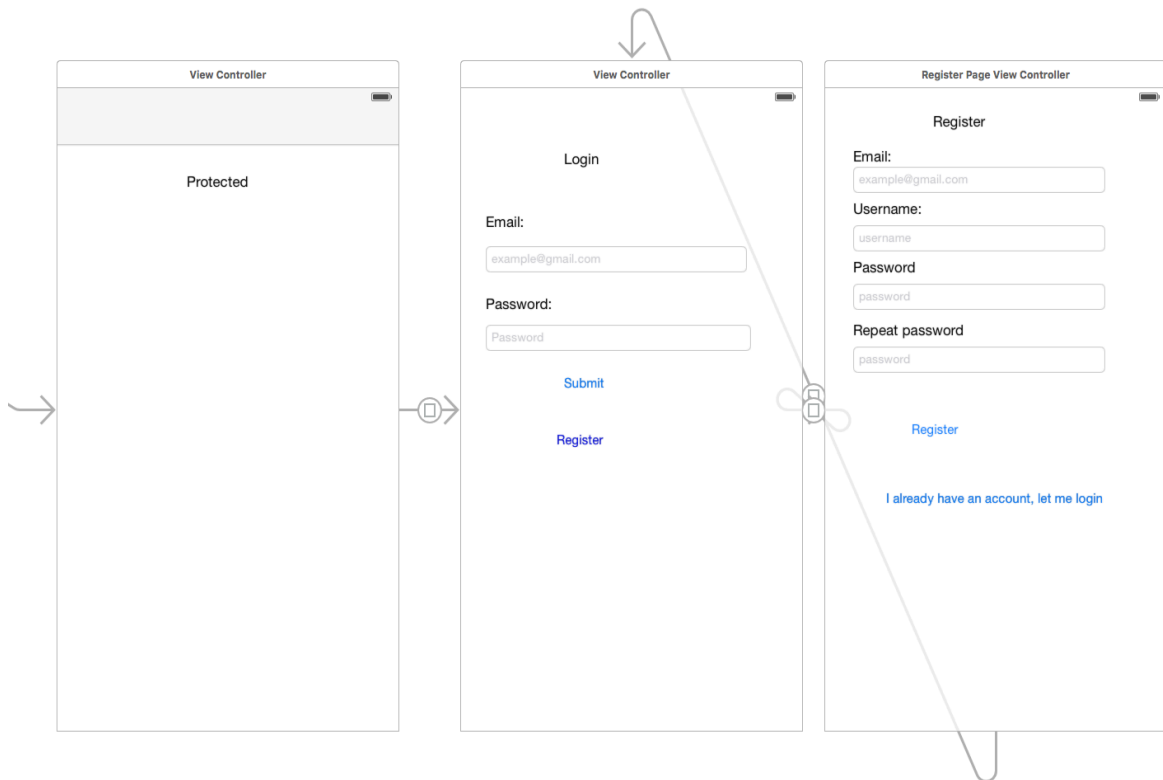 View Controller
Protected
View Controller
Login
Email:
example@gmail.com
Password:
Password
Submit
Register
Register Page View Controller
Register
Email:
example@gmail.com
Username:
username
Password
password
Repeat password
password
Register
I already have an account, let me login